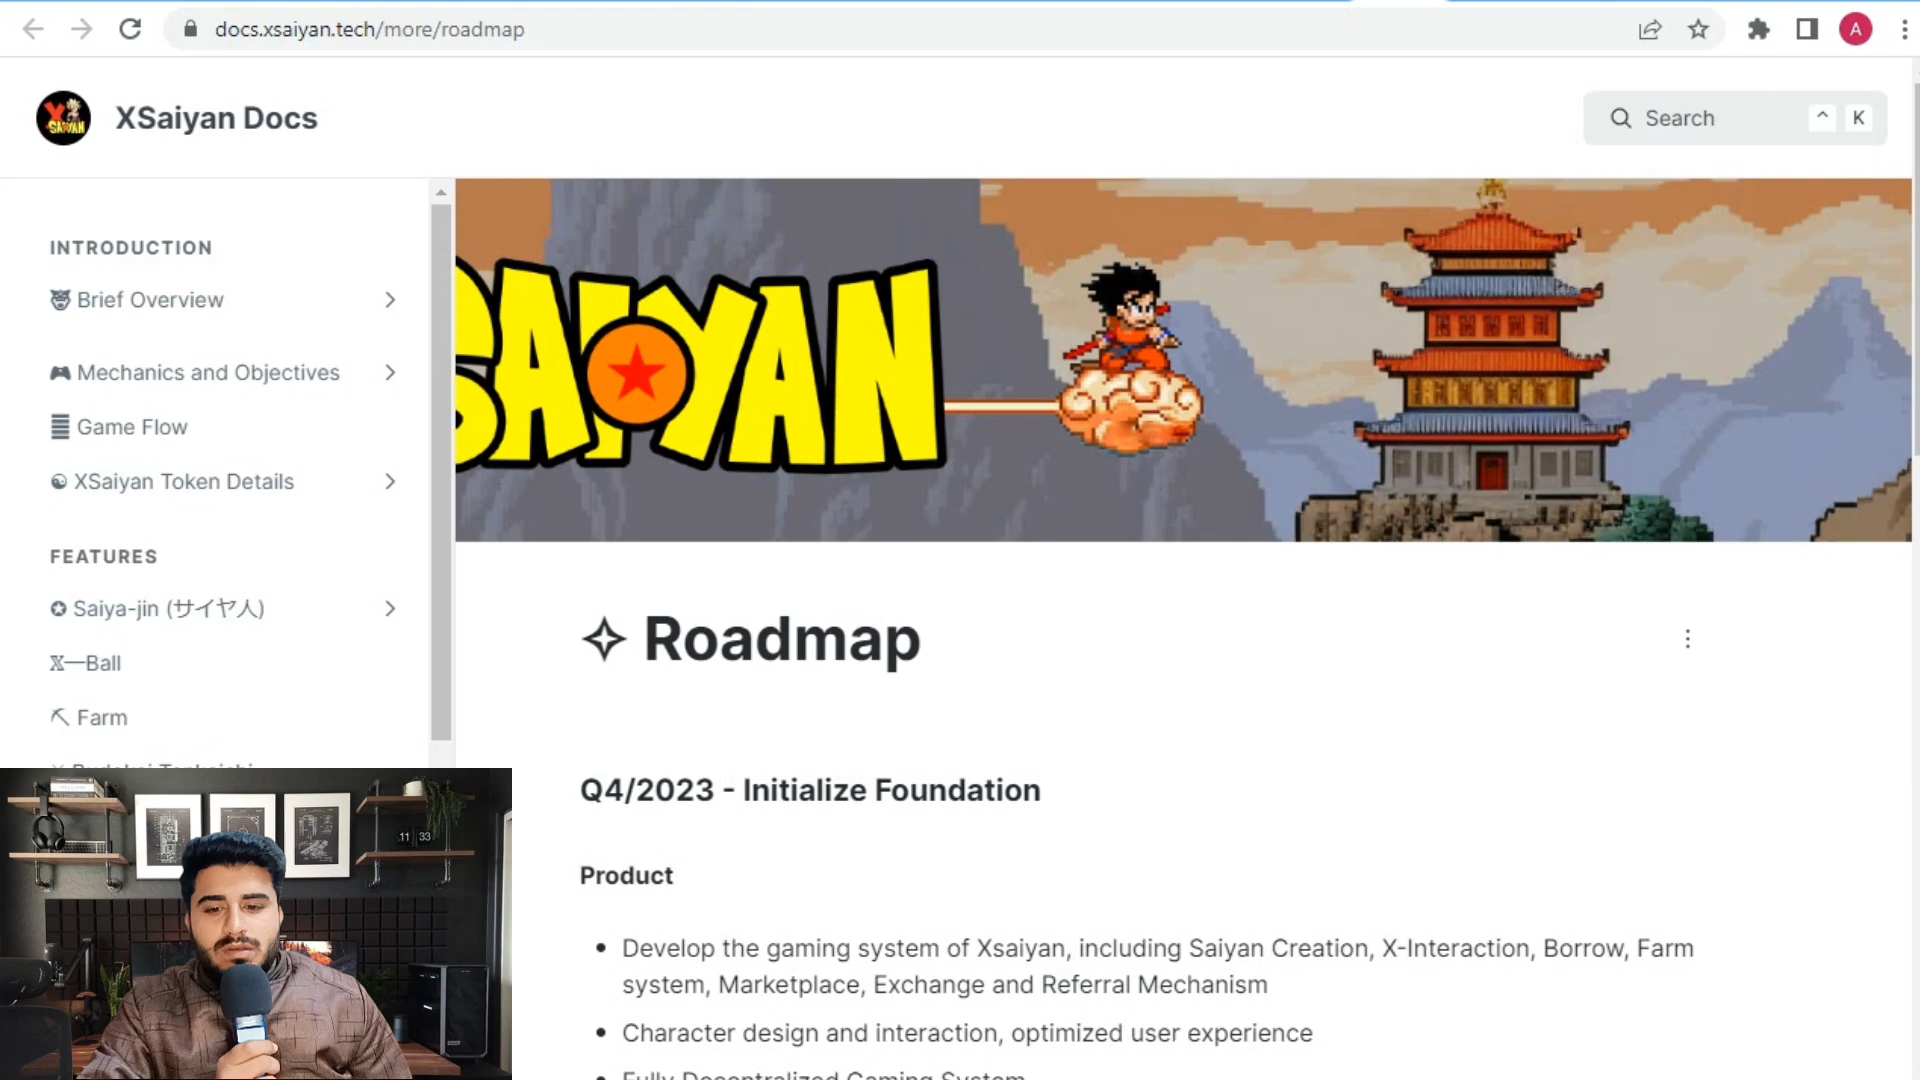 docs.xsaiyan.tech/more/roadmap
A
X
SAIYAN
XSaiyan Docs
Search
^ K
INTRODUCTION
Brief Overview
Mechanics and Objectives
Game Flow
XSaiyan Token Details
FEATURES
Saiya-jin (サイヤ人)
𝕏—Ball
Farm
SAIYAN
✧ Roadmap
Q4/2023 - Initialize Foundation
Product
• Develop the gaming system of Xsaiyan, including Saiyan Creation, X-Interaction, Borrow, Farm
system, Marketplace, Exchange and Referral Mechanism
• Character design and interaction, optimized user experience
• Fully Decentralized Gaming System
11 33